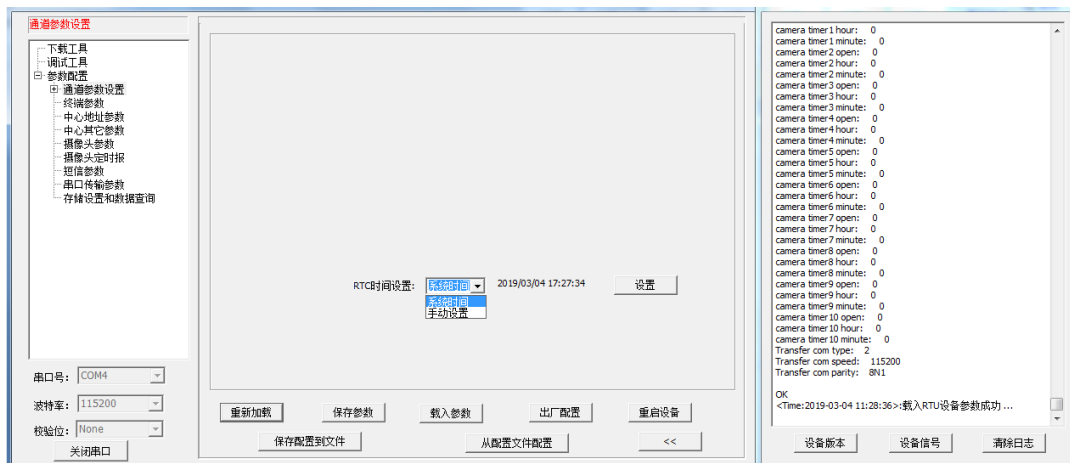 通道参数设置
下载工具
调试工具
参数配置
通道参数设置
终端参数
中心地址参数
中心其它参数
摄像头参数
摄像头定时报
短信参数
串口传输参数
存储设置和数据查询
串口号： COM4
波特率： 115200
校验位： None
关闭串口
RTC时间设置： 系统时间 2019/03/04 17:27:34 设置
系统时间
手动设置
重新加载 保存参数 载入参数 出厂配置 重启设备
保存配置到文件 从配置文件配置 <<
camera timer1 hour: 0
camera timer1 minute: 0
camera timer2 open: 0
camera timer2 hour: 0
camera timer2 minute: 0
camera timer3 open: 0
camera timer3 hour: 0
camera timer3 minute: 0
camera timer4 open: 0
camera timer4 hour: 0
camera timer4 minute: 0
camera timer5 open: 0
camera timer5 hour: 0
camera timer5 minute: 0
camera timer6 open: 0
camera timer6 hour: 0
camera timer6 minute: 0
camera timer7 open: 0
camera timer7 hour: 0
camera timer7 minute: 0
camera timer8 open: 0
camera timer8 hour: 0
camera timer8 minute: 0
camera timer9 open: 0
camera timer9 hour: 0
camera timer9 minute: 0
camera timer10 open: 0
camera timer10 hour: 0
camera timer10 minute: 0
Transfer com type: 2
Transfer com speed: 115200
Transfer com parity: 8N1
OK
<Time:2019-03-04 11:28:36>:载入RTU设备参数成功 ...
设备版本 设备信号 清除日志